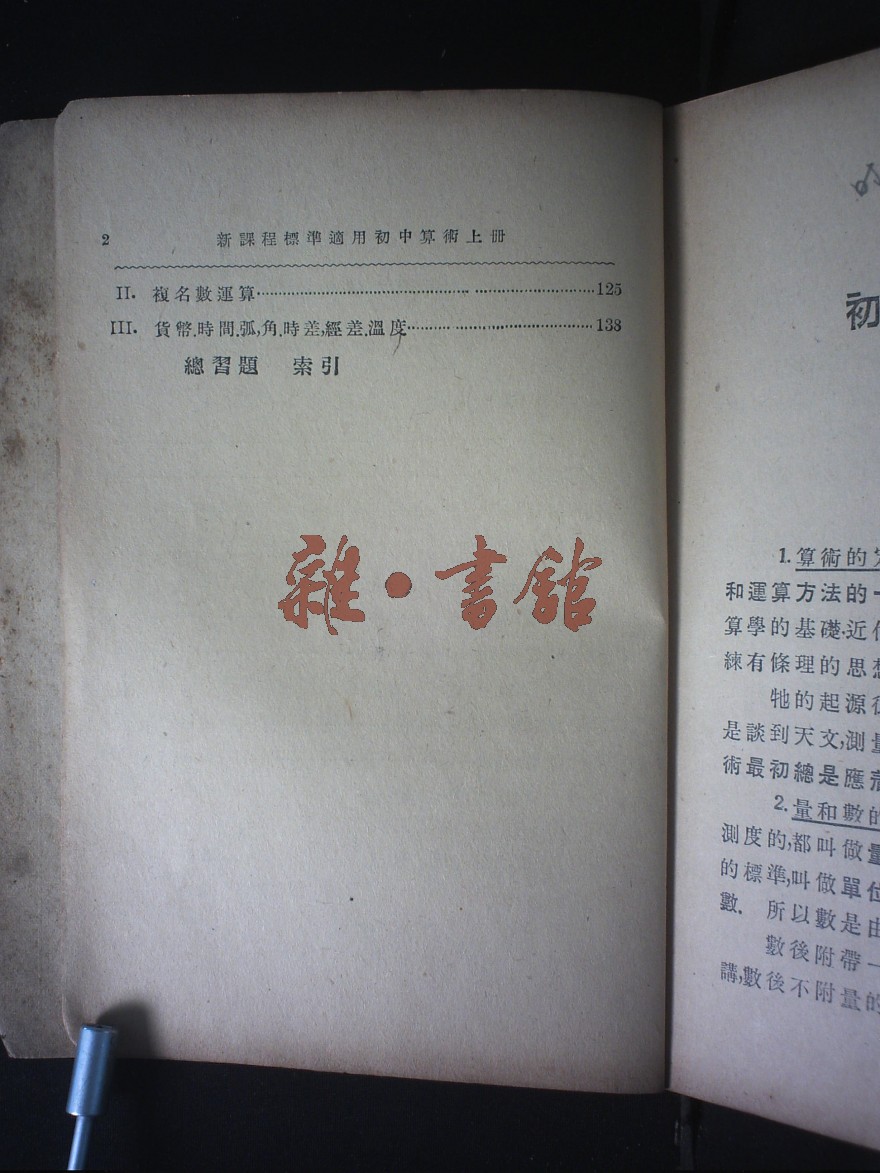 2 新課程標準適用初中算術上册
II. 複名數運算 125
III. 貨幣,時間,弧,角,時差,經差,溫度 138
總習題 索引
雜•書館
初
1. 算術的
和運算方法的
算學的基礎.近
練有條理的思想
牠的起源
是談到天文,測量
術最初總是應
2. 量和數的
測度的,都叫做量
的標準,叫做單位
數. 所以數是由
數後附帶一
講,數後不附量的